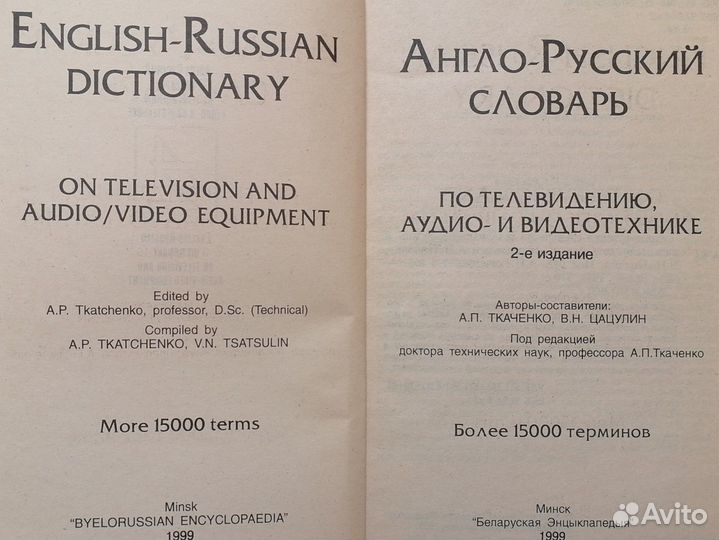 ENGLISH-RUSSIAN
DICTIONARY
ON TELEVISION AND
AUDIO/VIDEO EQUIPMENT
Edited by
A.P. Tkatchenko, professor, D.Sc. (Technical)
Compiled by
A.P. TKATCHENKO, V.N. TSATSULIN
More 15000 terms
Minsk
"BYELORUSSIAN ENCYCLOPAEDIA"
1999
АНГЛО-РУССКИЙ
СЛОВАРЬ
ПО ТЕЛЕВИДЕНИЮ,
АУДИО- И ВИДЕОТЕХНИКЕ
2-е издание
Авторы-составители:
А.П. ТКАЧЕНКО, В.Н. ЦАЦУЛИН
Под редакцией
доктора технических наук, профессора А.П.Ткаченко
Более 15000 терминов
Минск
"Беларуская Энцыклапедыя"
1999
Avito